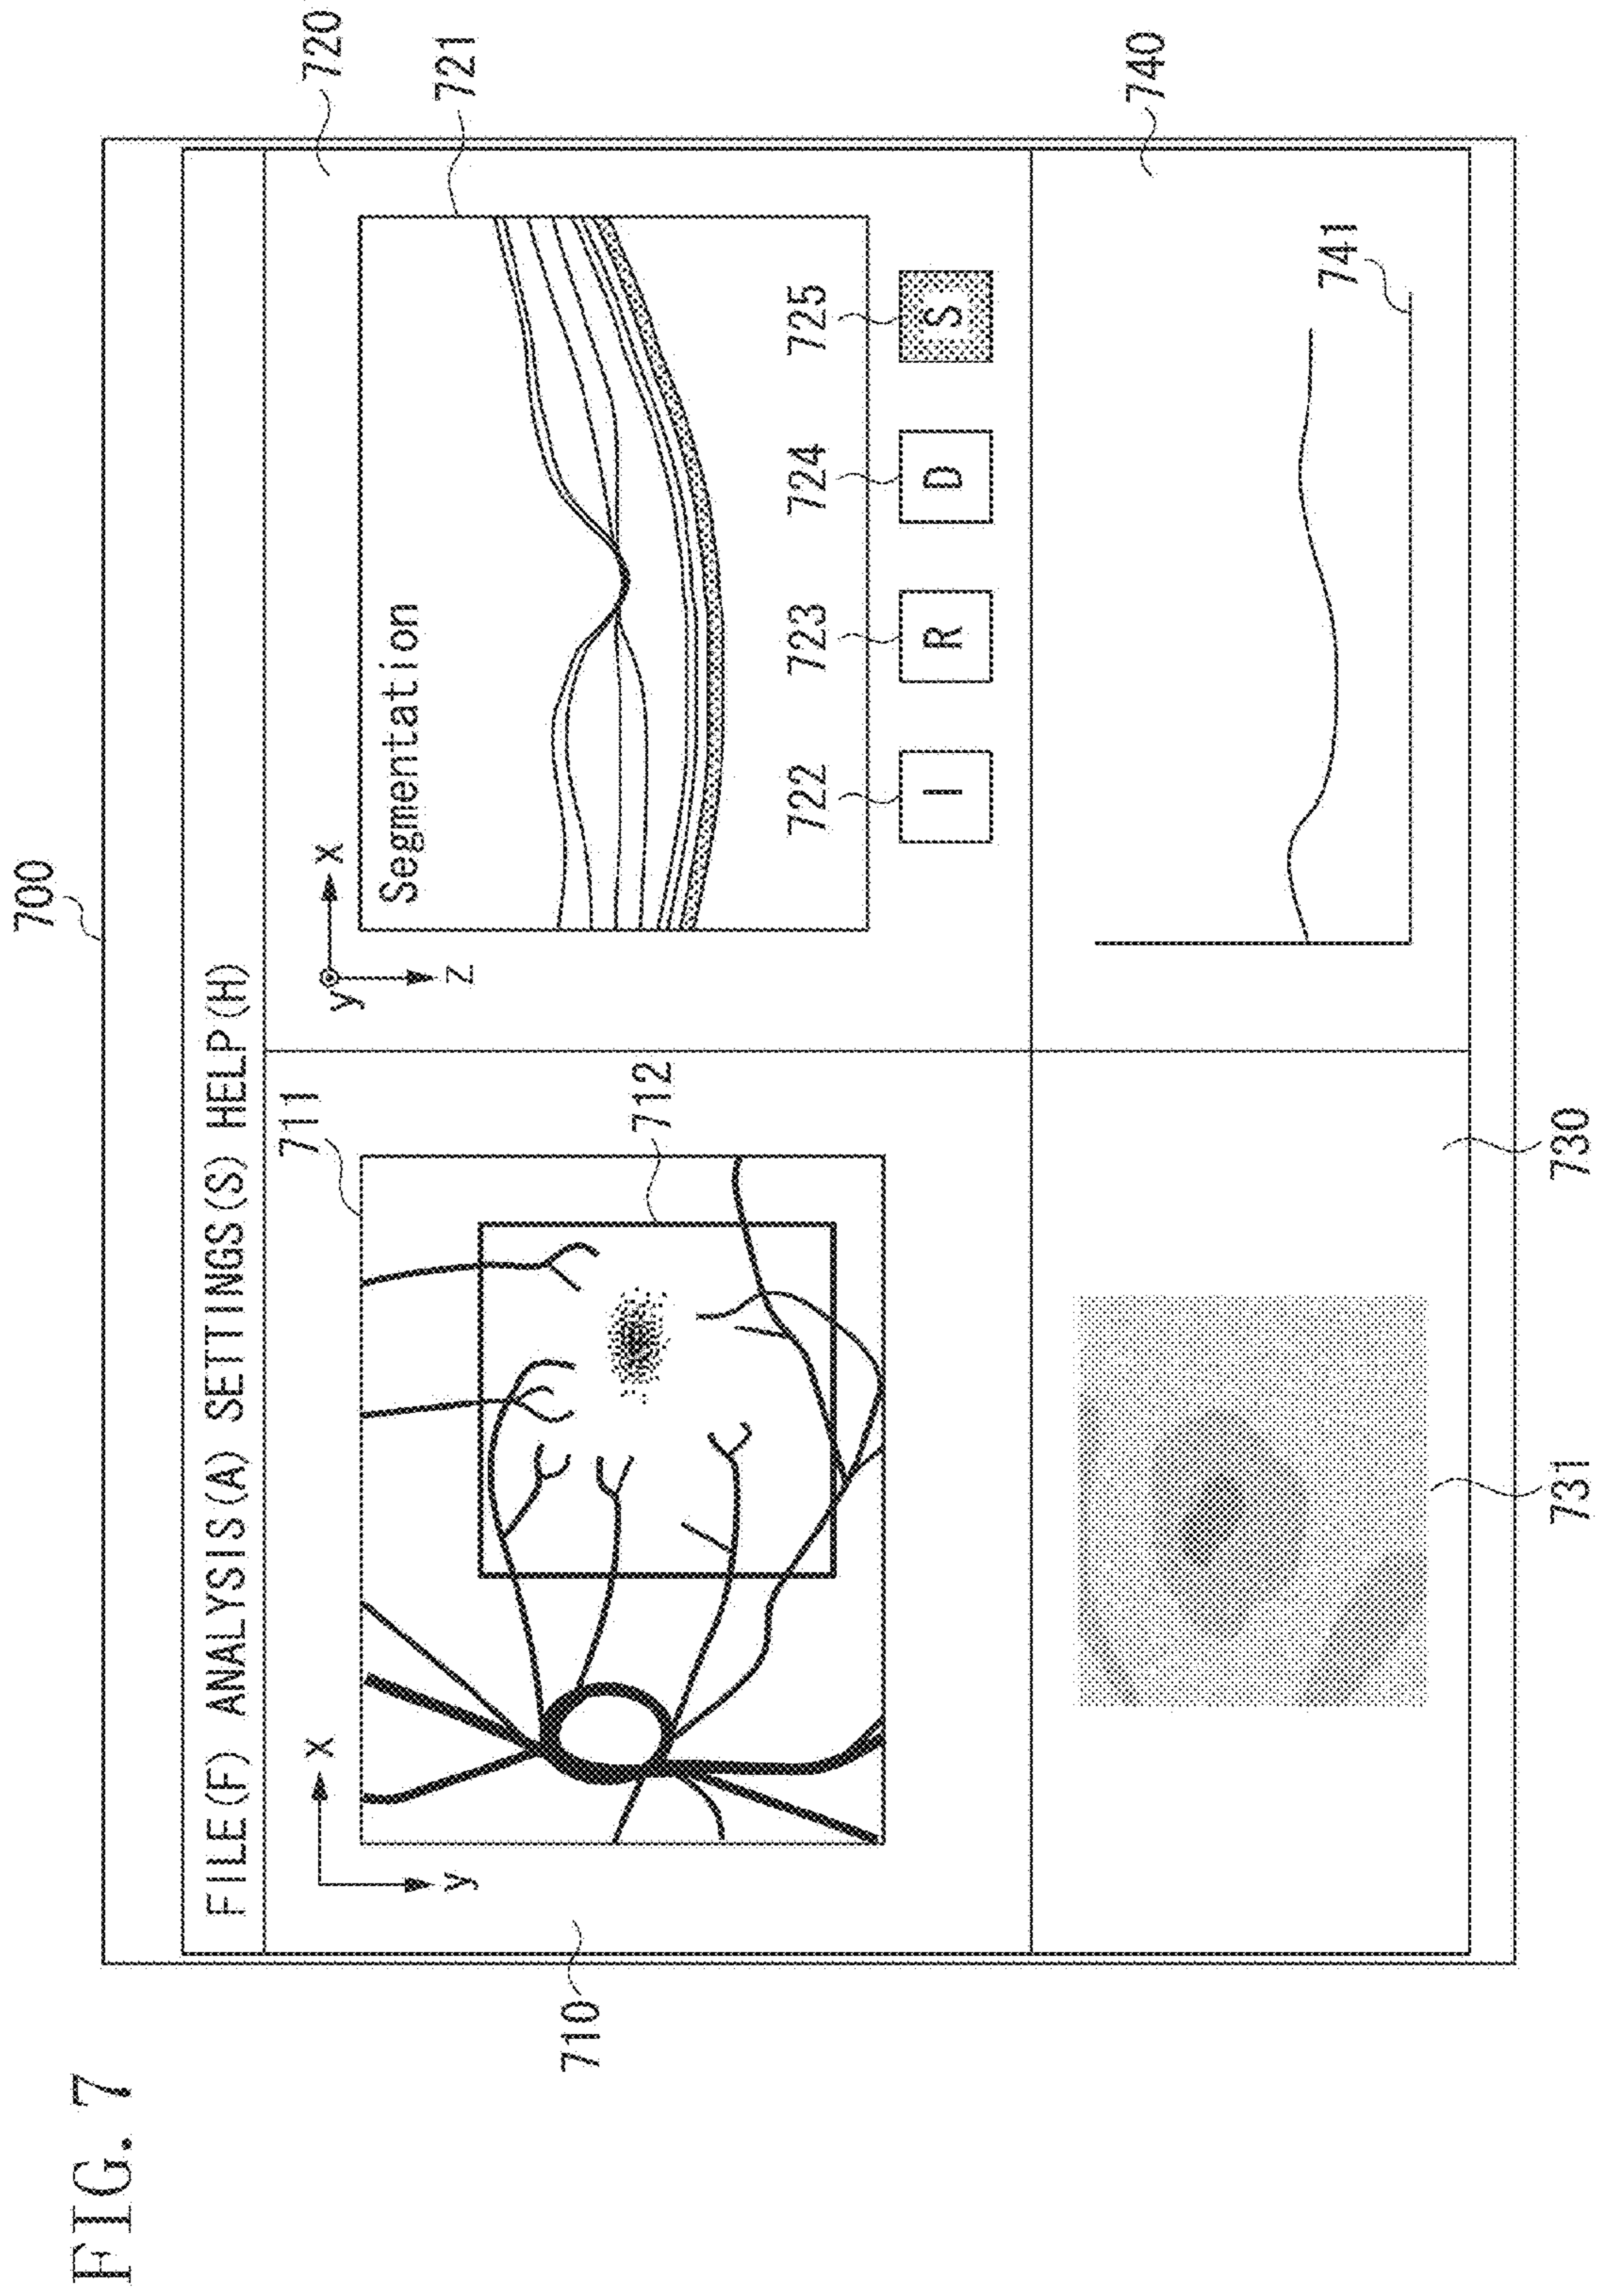 FIG. 7
700
FILE(F) ANALYSIS(A) SETTINGS(S) HELP(H)
720
711
x
y
y
x
z
721
Segmentation
710
712
722
723
724
725
I
R
D
S
740
741
731
730